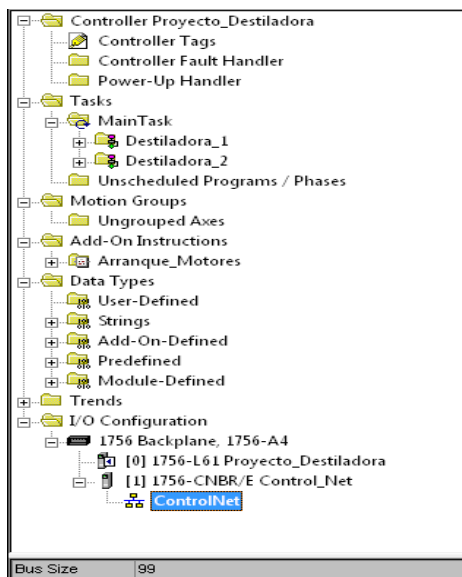 Controller Proyecto_Destiladora
Controller Tags
Controller Fault Handler
Power-Up Handler
Tasks
MainTask
Destiladora_1
Destiladora_2
Unscheduled Programs / Phases
Motion Groups
Ungrouped Axes
Add-On Instructions
Arranque_Motores
Data Types
User-Defined
Strings
Add-On-Defined
Predefined
Module-Defined
Trends
I/O Configuration
1756 Backplane, 1756-A4
[0] 1756-L61 Proyecto_Destiladora
[1] 1756-CNBR/E Control_Net
ControlNet
Bus Size 99